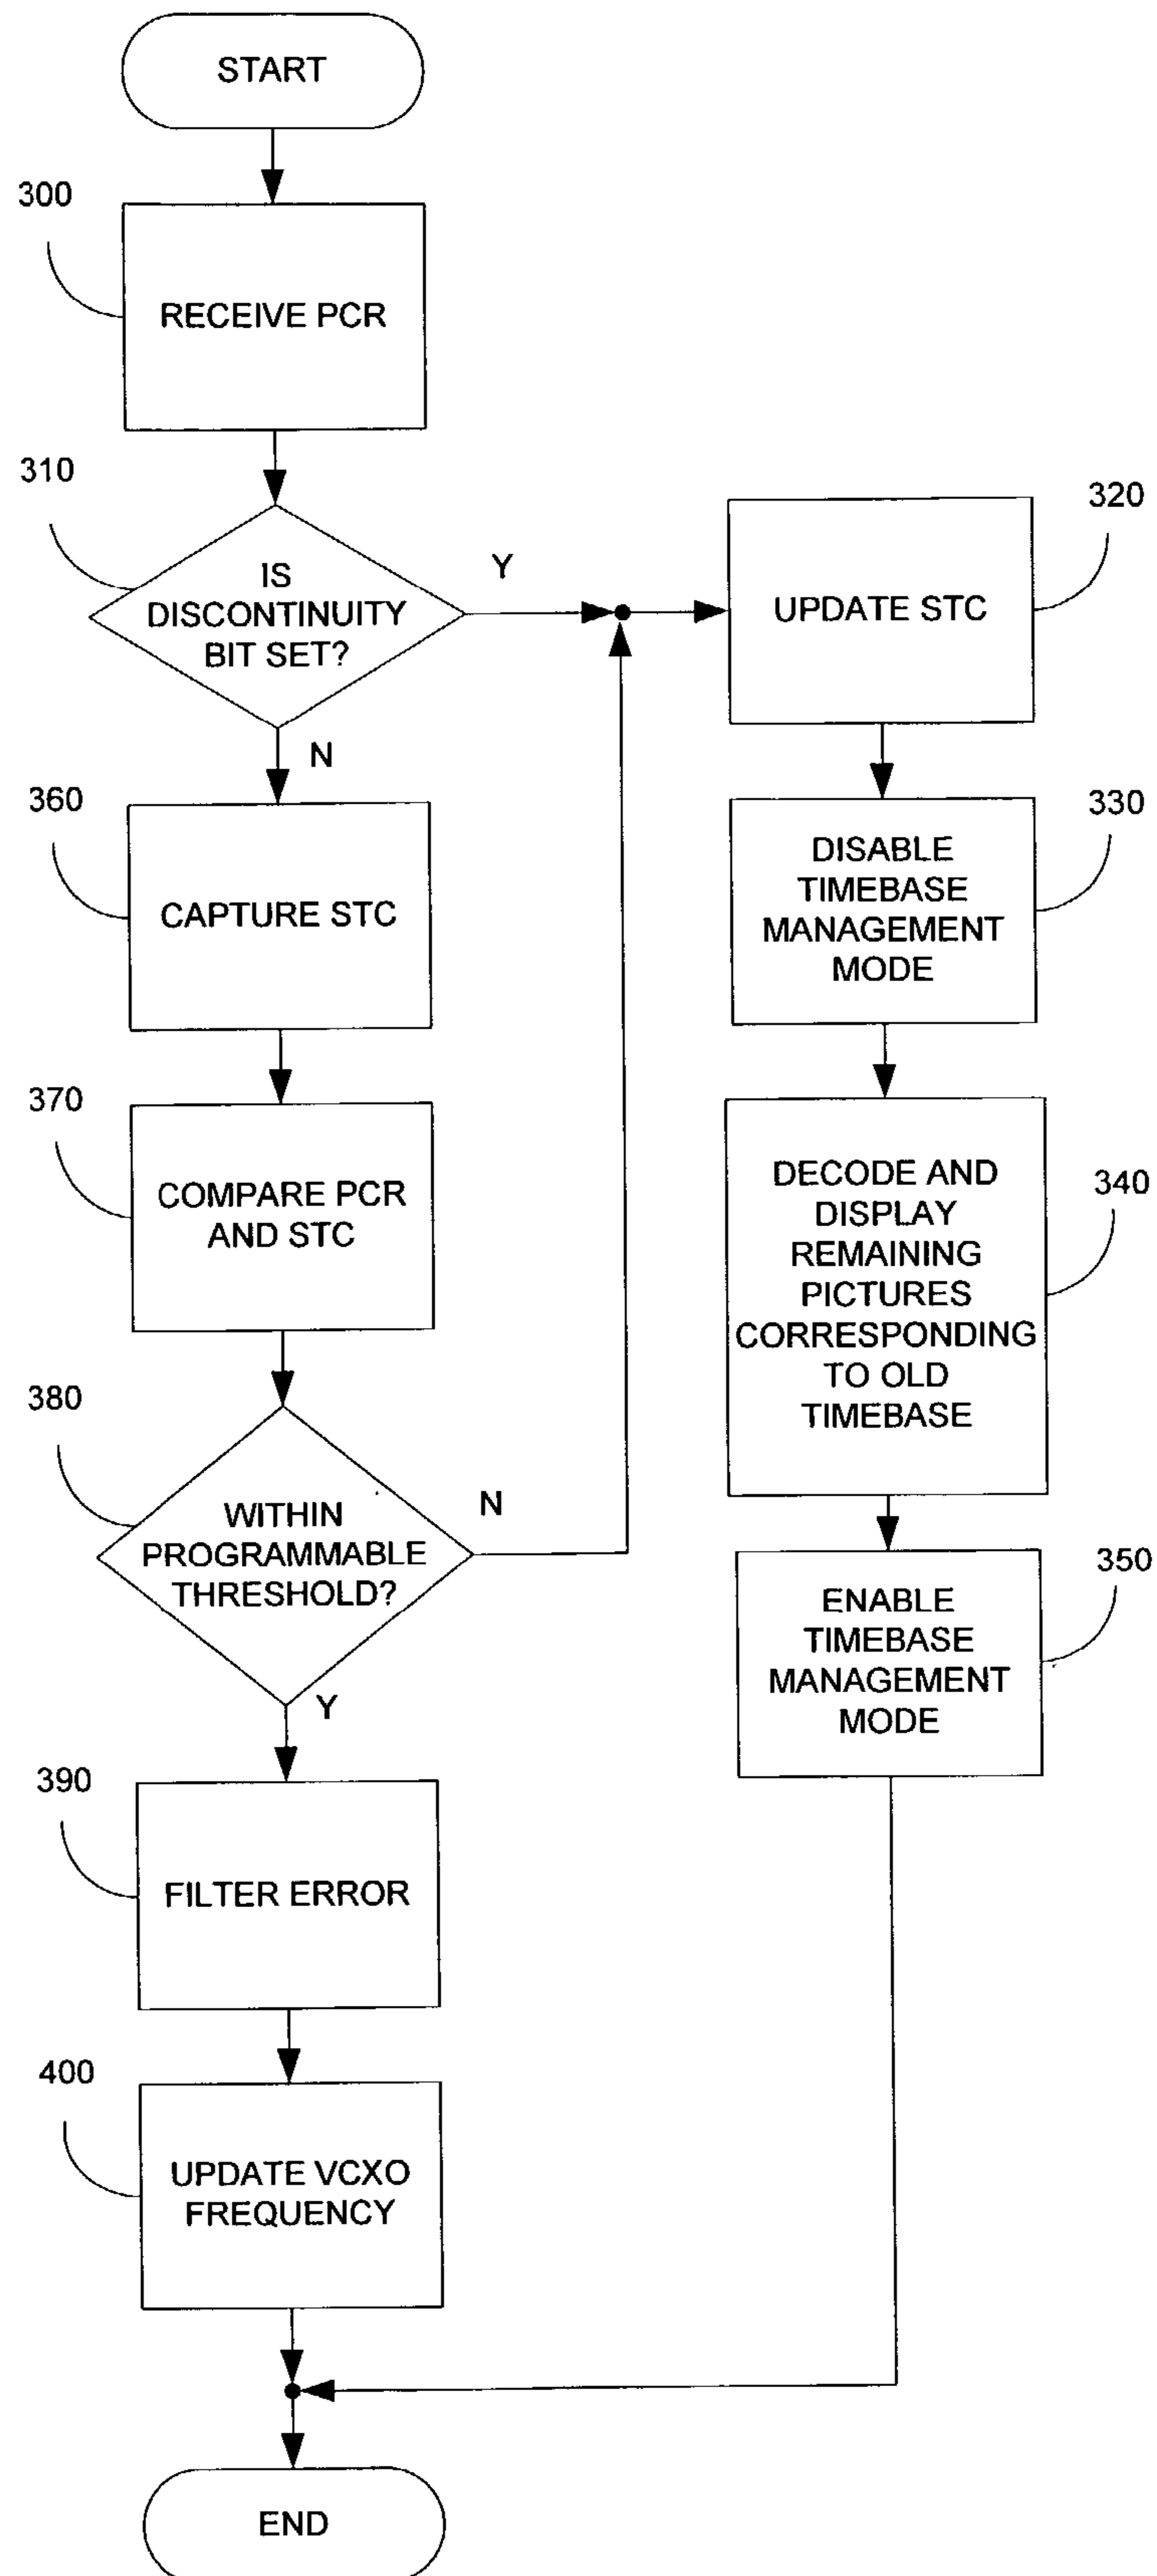 START
300
RECEIVE PCR
310
IS
DISCONTINUITY
BIT SET?
Y
N
320
UPDATE STC
330
DISABLE
TIMEBASE
MANAGEMENT
MODE
340
DECODE AND
DISPLAY
REMAINING
PICTURES
CORRESPONDING
TO OLD
TIMEBASE
350
ENABLE
TIMEBASE
MANAGEMENT
MODE
360
CAPTURE STC
370
COMPARE PCR
AND STC
380
WITHIN
PROGRAMMABLE
THRESHOLD?
N
Y
390
FILTER ERROR
400
UPDATE VCXO
FREQUENCY
END